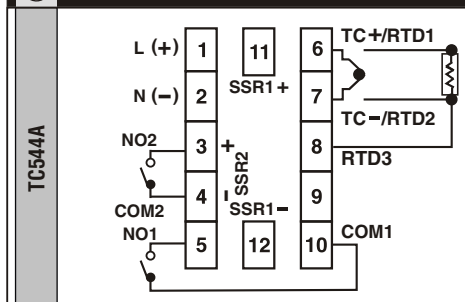 TC544A
L (+) 1 11 6 TC+/RTD1
SSR1+
N (−) 2 7
TC−/RTD2
NO2 3 + SSR2 8 RTD3
COM2 4 - SSR1− 9
NO1 5 12 10 COM1